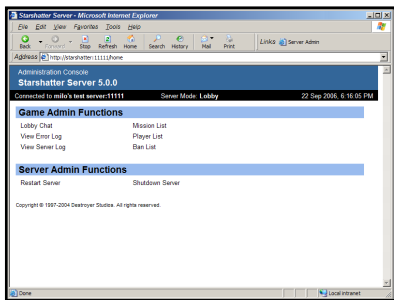 Starshatter Server - Microsoft Internet Explorer
File Edit View Favorites Tools Help
Back Forward Stop Refresh Home Search History Mail Print Links Server Admin
Address http://starshatter:11111/home
Administration Console
Starshatter Server 5.0.0
Connected to milo's test server:11111 Server Mode: Lobby 22 Sep 2006, 6:16:05 PM
Game Admin Functions
Lobby Chat Mission List
View Error Log Player List
View Server Log Ban List
Server Admin Functions
Restart Server Shutdown Server
Copyright © 1997-2004 Destroyer Studios. All rights reserved.
Done Local intranet